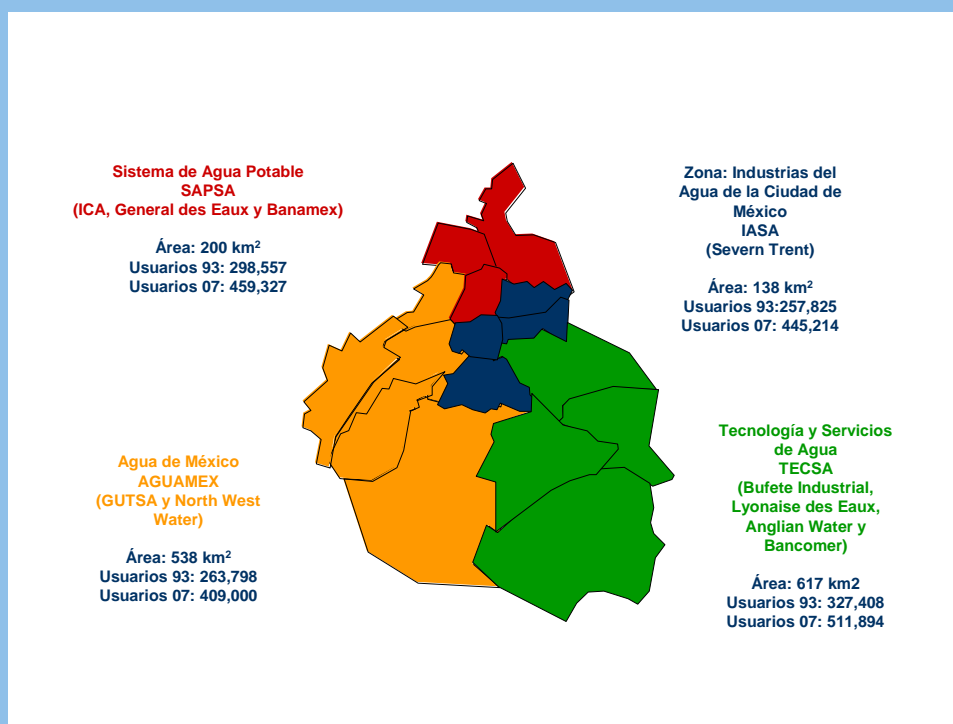 Sistema de Agua Potable
SAPSA
(ICA, General des Eaux y Banamex)
Área: 200 km²
Usuarios 93: 298,557
Usuarios 07: 459,327
Zona: Industrias del
Agua de la Ciudad de
México
IASA
(Severn Trent)
Área: 138 km²
Usuarios 93:257,825
Usuarios 07: 445,214
Agua de México
AGUAMEX
(GUTSA y North West
Water)
Área: 538 km²
Usuarios 93: 263,798
Usuarios 07: 409,000
Tecnología y Servicios
de Agua
TECSA
(Bufete Industrial,
Lyonaise des Eaux,
Anglian Water y
Bancomer)
Área: 617 km2
Usuarios 93: 327,408
Usuarios 07: 511,894